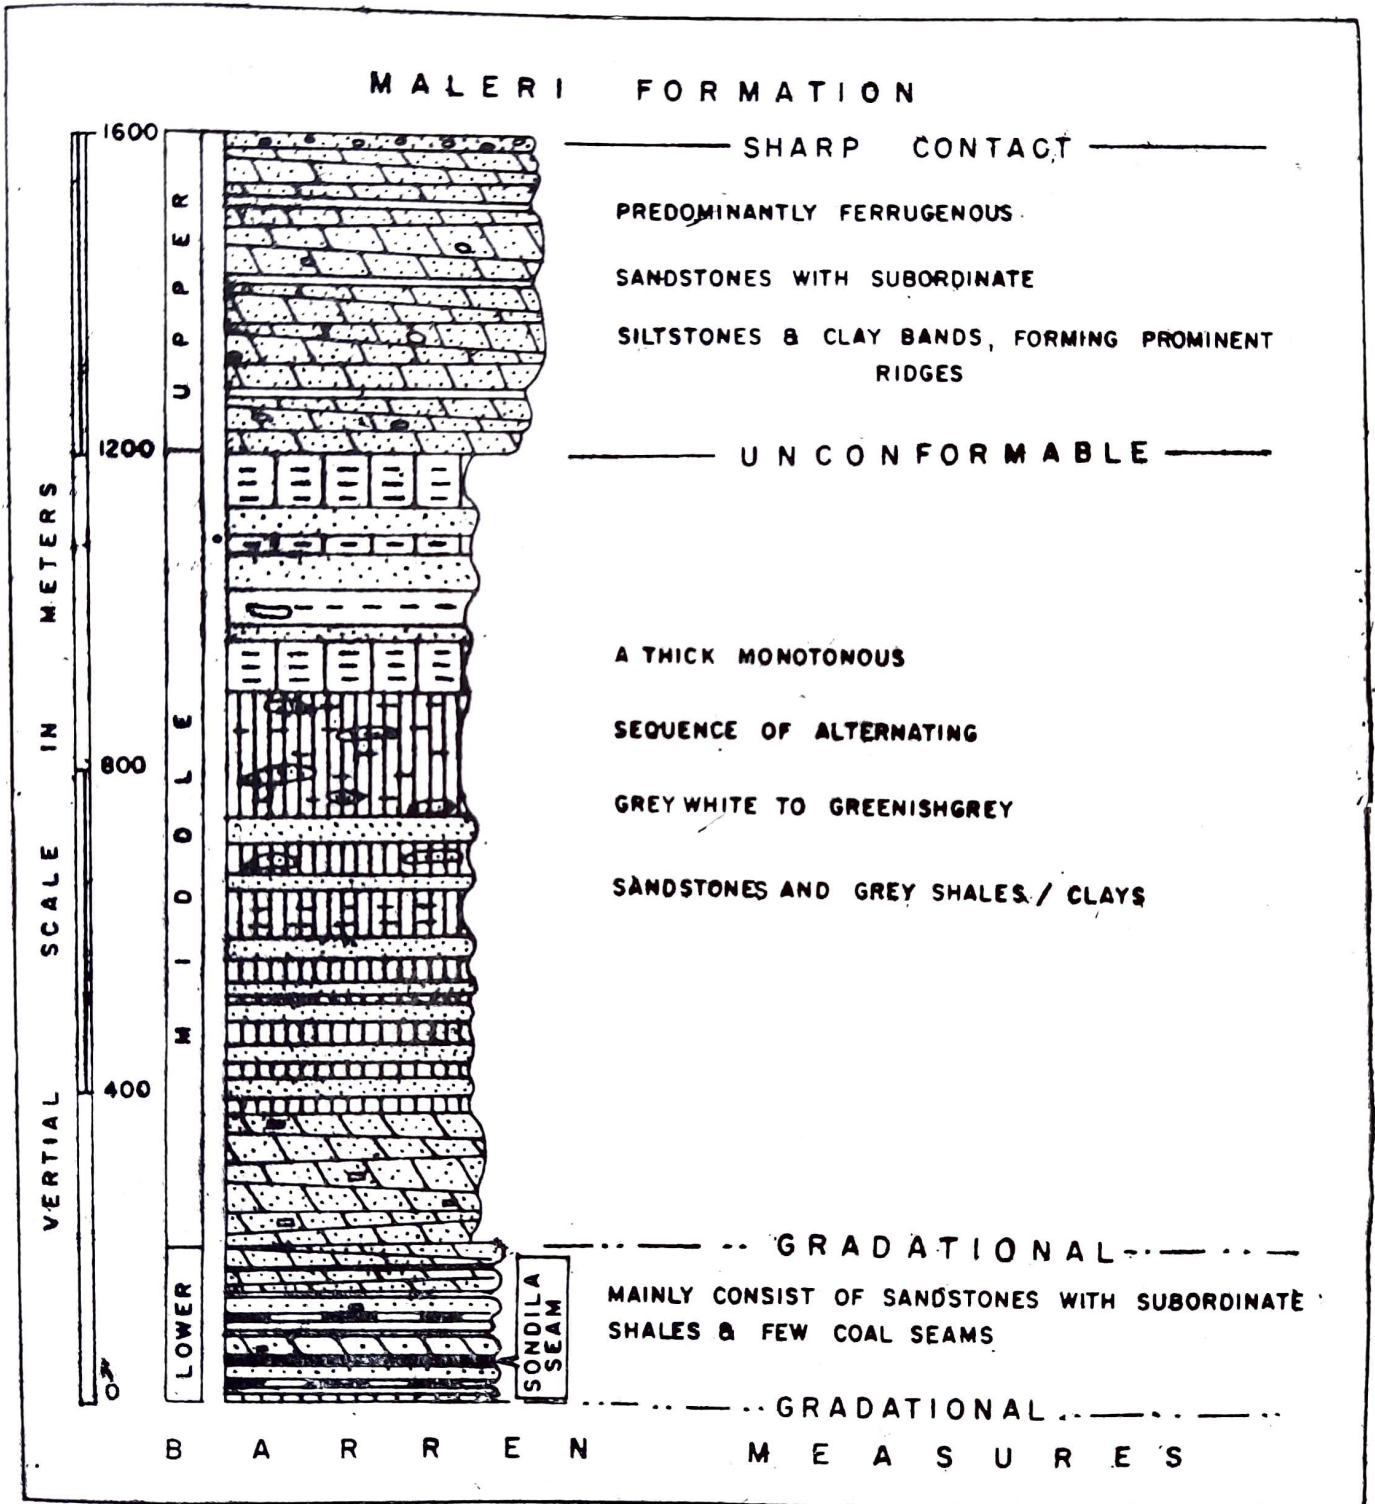 MALERI FORMATION
1600
SHARP CONTACT
UPPER
PREDOMINANTLY FERRUGENOUS
SANDSTONES WITH SUBORDINATE
SILTSTONES & CLAY BANDS, FORMING PROMINENT
RIDGES
1200
UNCONFORMABLE
VERTIAL SCALE IN METERS
MIDDLE
A THICK MONOTONOUS
SEQUENCE OF ALTERNATING
800
GREY WHITE TO GREENISHGREY
SANDSTONES AND GREY SHALES / CLAYS
400
GRADATIONAL
LOWER
SONDILA
SEAM
MAINLY CONSIST OF SANDSTONES WITH SUBORDINATE
SHALES & FEW COAL SEAMS
0
GRADATIONAL
BARREN MEASURES